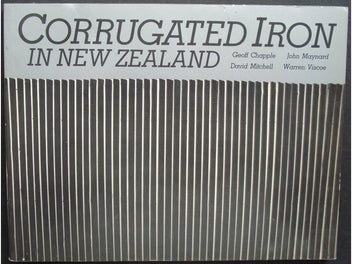 CORRUGATED IRON
IN NEW ZEALAND
Geoff Chapple John Maynard
David Mitchell Warren Viscoe